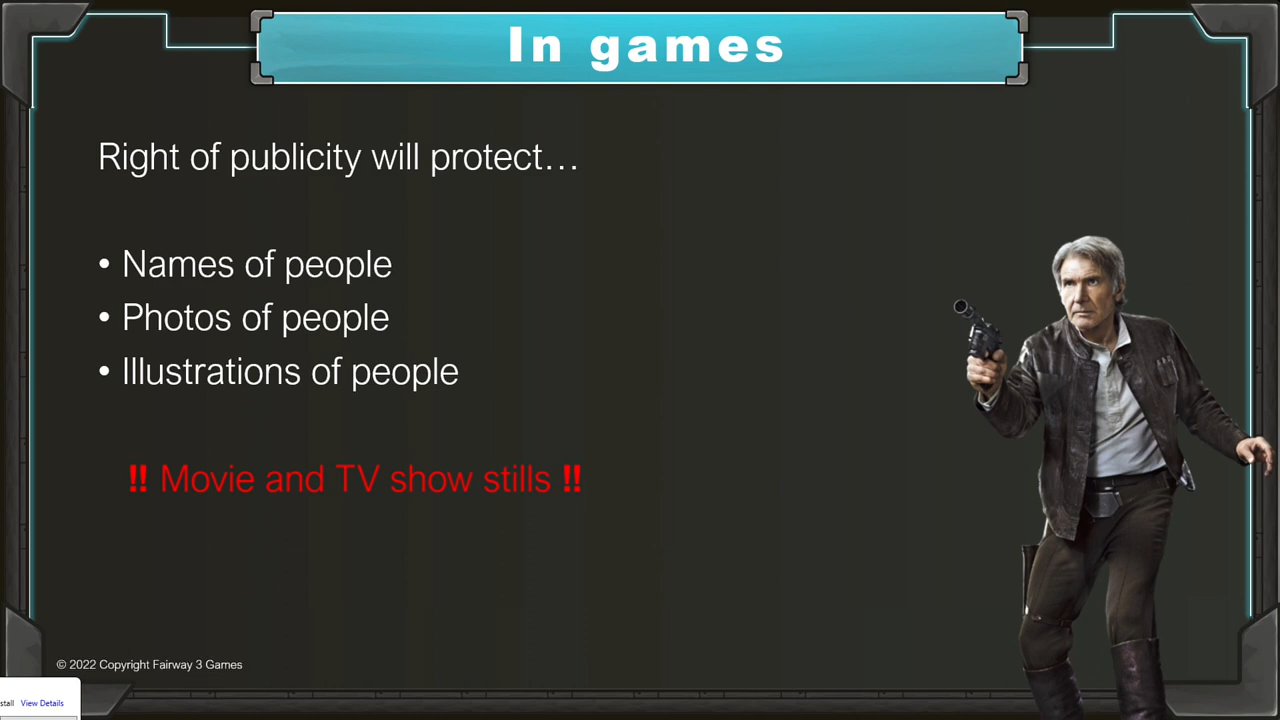 In games
Right of publicity will protect…
• Names of people
• Photos of people
• Illustrations of people
‼ Movie and TV show stills ‼
© 2022 Copyright Fairway 3 Games
stall View Details